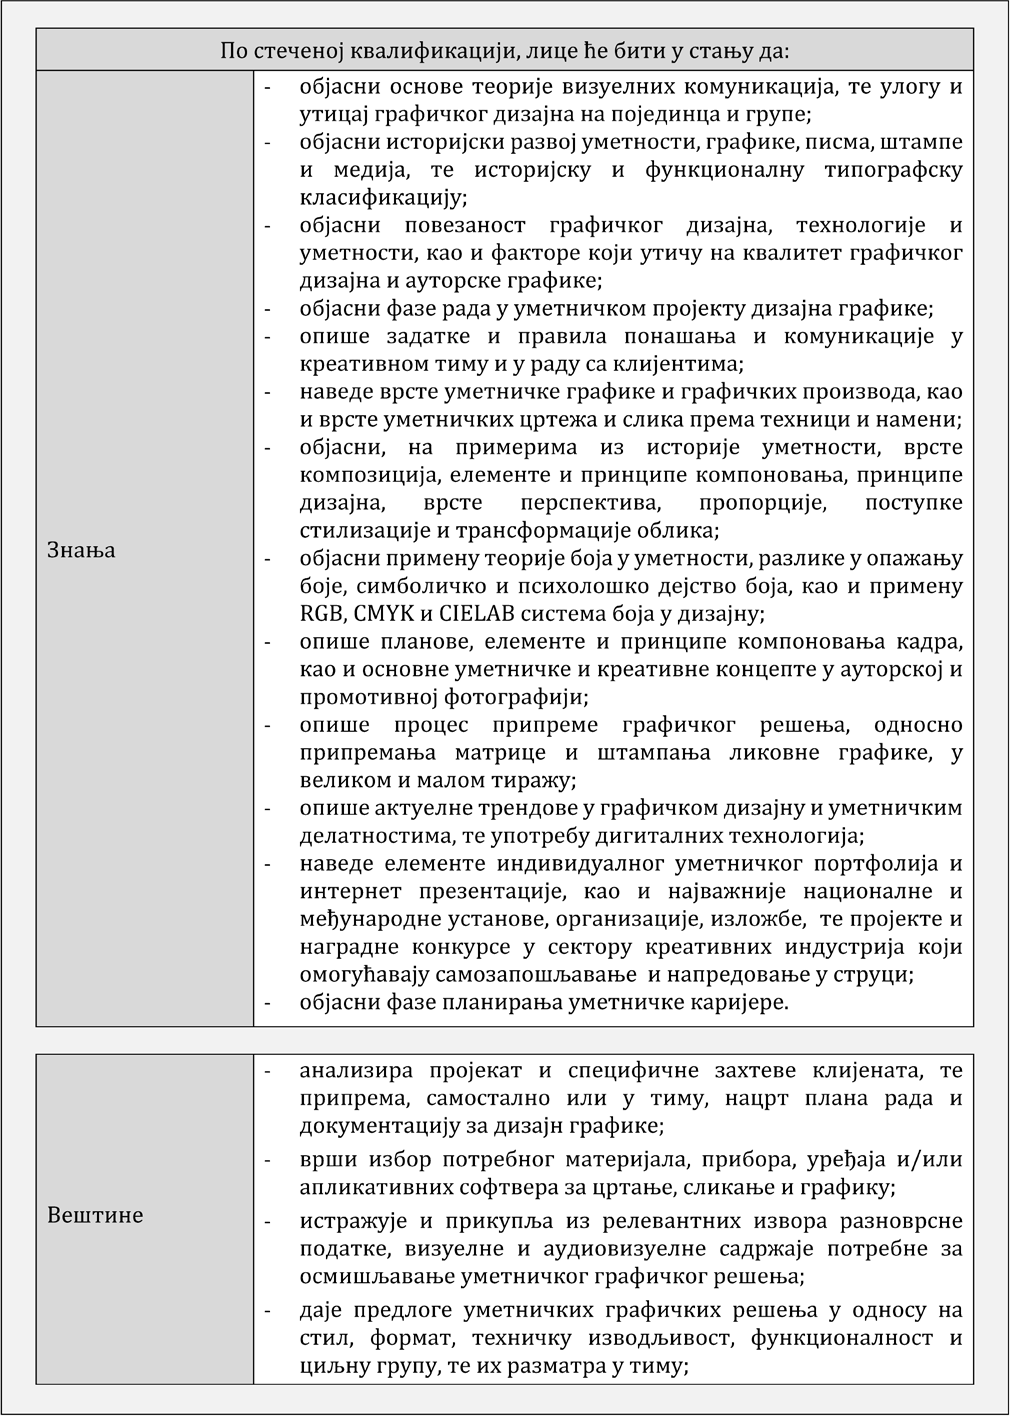 По стеченој квалификацији, лице ће бити у стању да:
Знања
- објасни основе теорије визуелних комуникација, те улогу и
утицај графичког дизајна на појединца и групе;
- објасни историјски развој уметности, графике, писма, штампе
и медија, те историјску и функционалну типографску
класификацију;
- објасни повезаност графичког дизајна, технологије и
уметности, као и факторе који утичу на квалитет графичког
дизајна и ауторске графике;
- објасни фазе рада у уметничком пројекту дизајна графике;
- опише задатке и правила понашања и комуникације у
креативном тиму и у раду са клијентима;
- наведе врсте уметничке графике и графичких производа, као
и врсте уметничких цртежа и слика према техници и намени;
- објасни, на примерима из историје уметности, врсте
композиција, елементе и принципе компоновања, принципе
дизајна, врсте перспектива, пропорције, поступке
стилизације и трансформације облика;
- објасни примену теорије боја у уметности, разлике у опажању
боје, симболичко и психолошко дејство боја, као и примену
RGB, CMYK и CIELAB система боја у дизајну;
- опише планове, елементе и принципе компоновања кадра,
као и основне уметничке и креативне концепте у ауторској и
промотивној фотографији;
- опише процес припреме графичког решења, односно
припремања матрице и штампања ликовне графике, у
великом и малом тиражу;
- опише актуелне трендове у графичком дизајну и уметничким
делатностима, те употребу дигиталних технологија;
- наведе елементе индивидуалног уметничког портфолија и
интернет презентације, као и најважније националне и
међународне установе, организације, изложбе, те пројекте и
наградне конкурсе у сектору креативних индустрија који
омогућавају самозапошљавање и напредовање у струци;
- објасни фазе планирања уметничке каријере.
Вештине
- анализира пројекат и специфичне захтеве клијената, те
припрема, самостално или у тиму, нацрт плана рада и
документацију за дизајн графике;
- врши избор потребног материјала, прибора, уређаја и/или
апликативних софтвера за цртање, сликање и графику;
- истражује и прикупља из релевантних извора разноврсне
податке, визуелне и аудиовизуелне садржаје потребне за
осмишљавање уметничког графичког решења;
- даје предлоге уметничких графичких решења у односу на
стил, формат, техничку изводљивост, функционалност и
циљну групу, те их разматра у тиму;